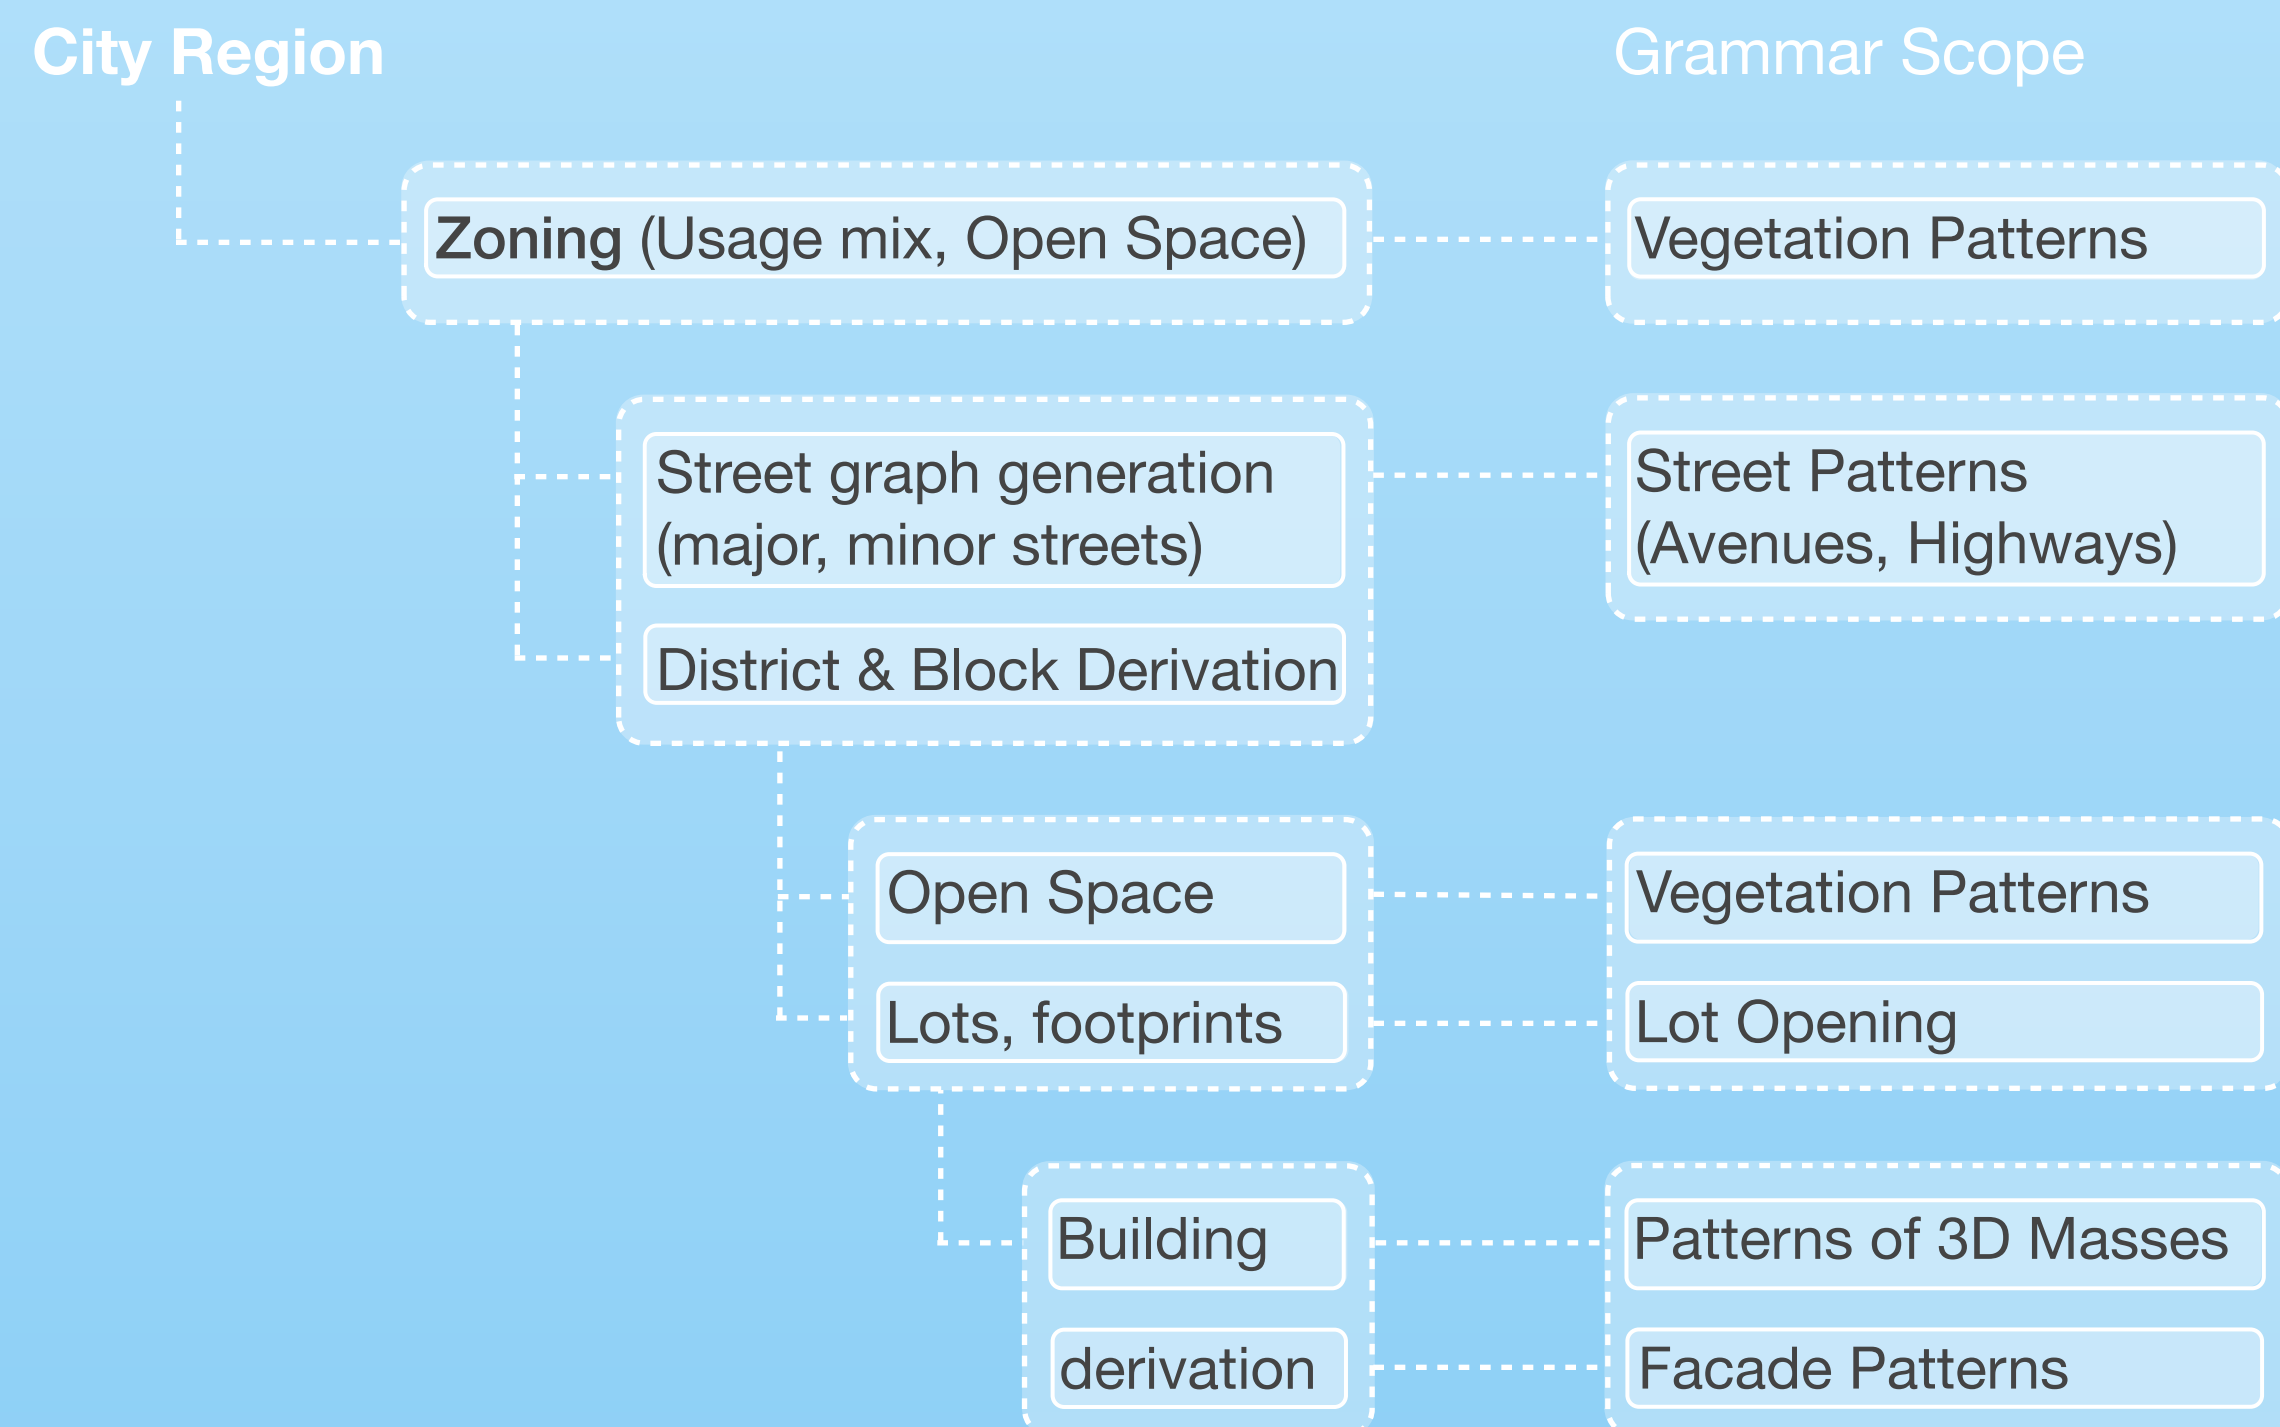 City Region
Grammar Scope
Zoning (Usage mix, Open Space)
Vegetation Patterns
Street graph generation
(major, minor streets)
Street Patterns
(Avenues, Highways)
District & Block Derivation
Open Space
Vegetation Patterns
Lots, footprints
Lot Opening
Building
Patterns of 3D Masses
derivation
Facade Patterns